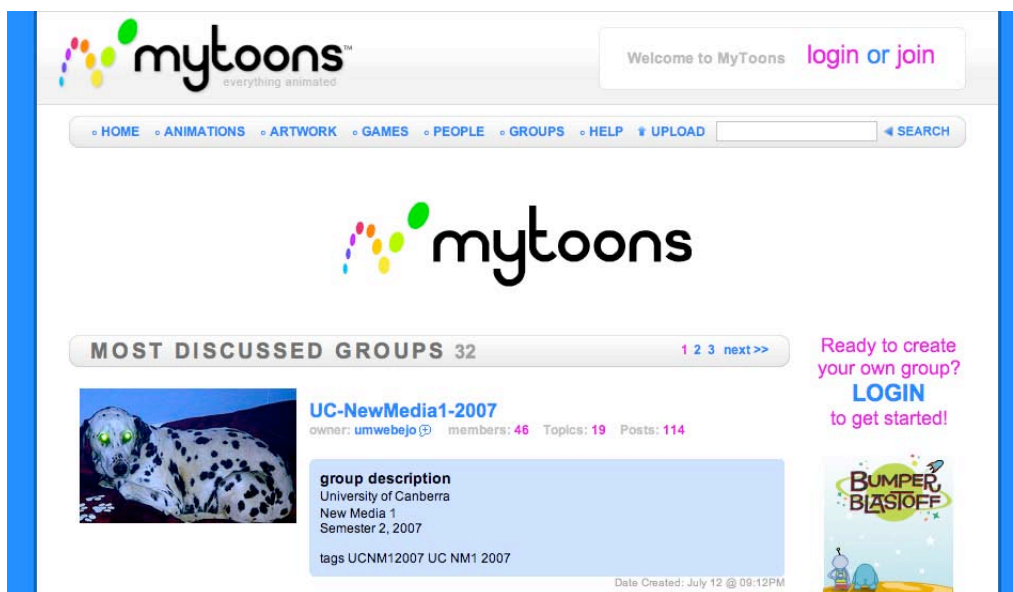 mytoons™
everything animated
Welcome to MyToons login or join
HOME ANIMATIONS ARTWORK GAMES PEOPLE GROUPS HELP UPLOAD SEARCH
mytoons
MOST DISCUSSED GROUPS 32
1 2 3 next >>
UC-NewMedia1-2007
owner: umwebejo members: 46 Topics: 19 Posts: 114
group description
University of Canberra
New Media 1
Semester 2, 2007
tags UCNM12007 UC NM1 2007
Date Created: July 12 @ 09:12PM
Ready to create
your own group?
LOGIN
to get started!
BUMPER
BLASTOFF